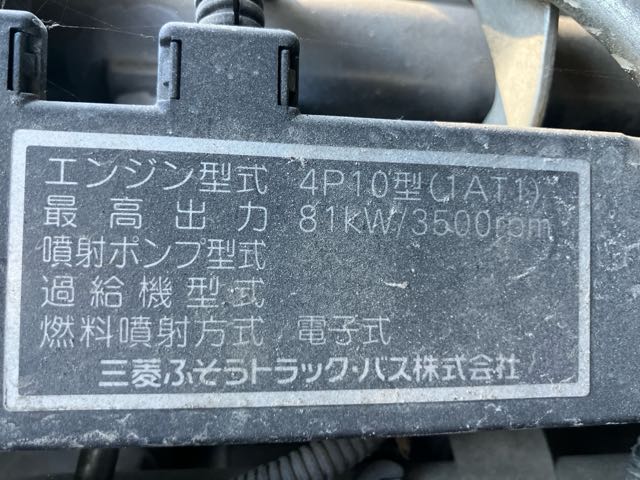 エンジン型式 4P10型(1AT1)
最高出力 81KW/3500rpm
噴射ポンプ型式
過給機型式
燃料噴射方式 電子式
三菱ふそうトラック・バス株式会社